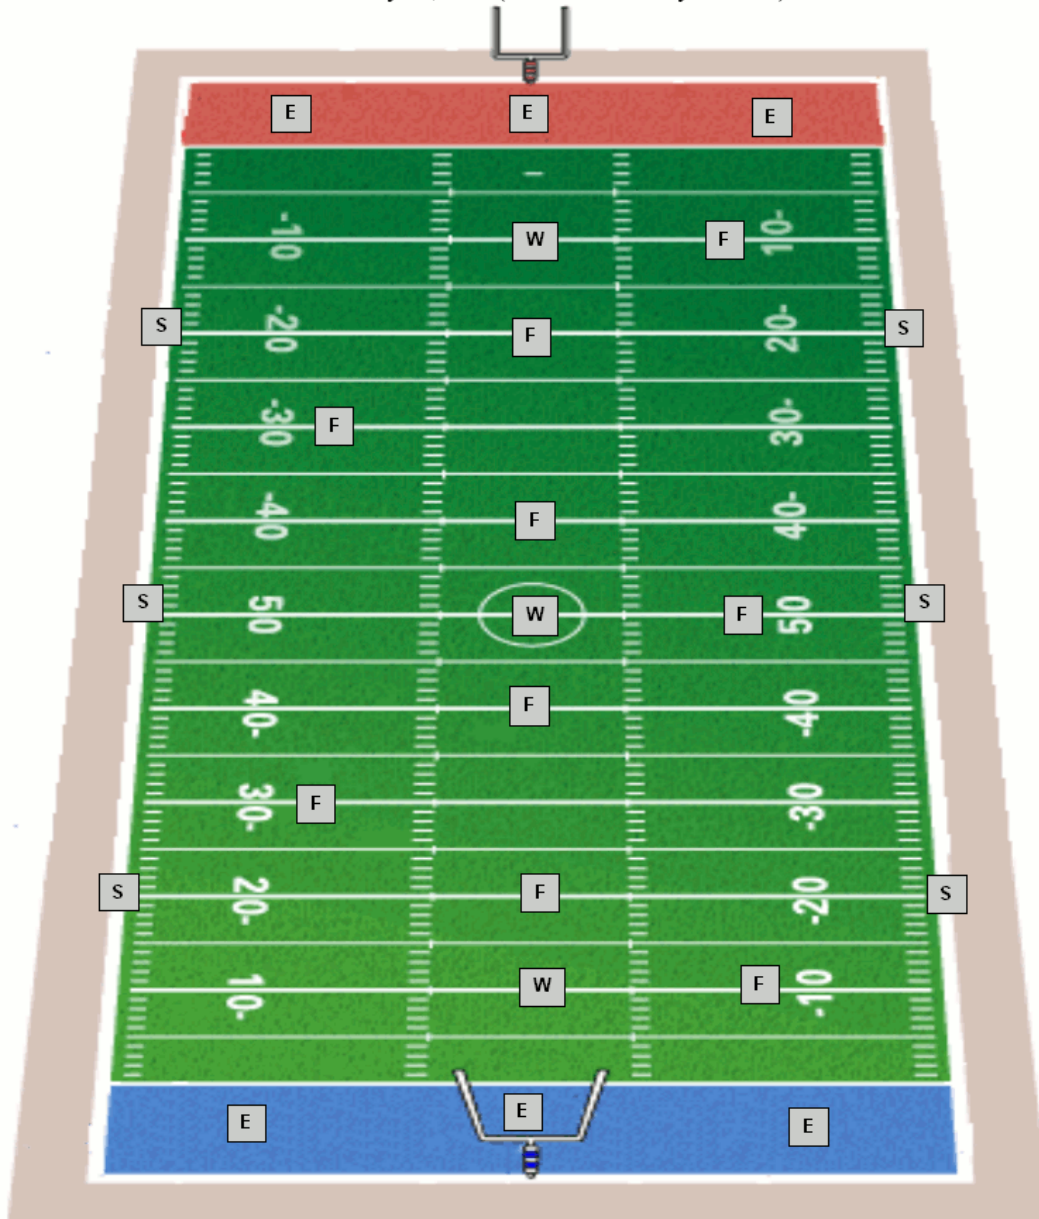 E E E
-10 W F 10-
S -20 F 20- S
-30 F 30-
-40 F 40-
S 50 W F 50 S
40- F -40
30- F -30
S 20- F -20 S
10- W F -10
E E E